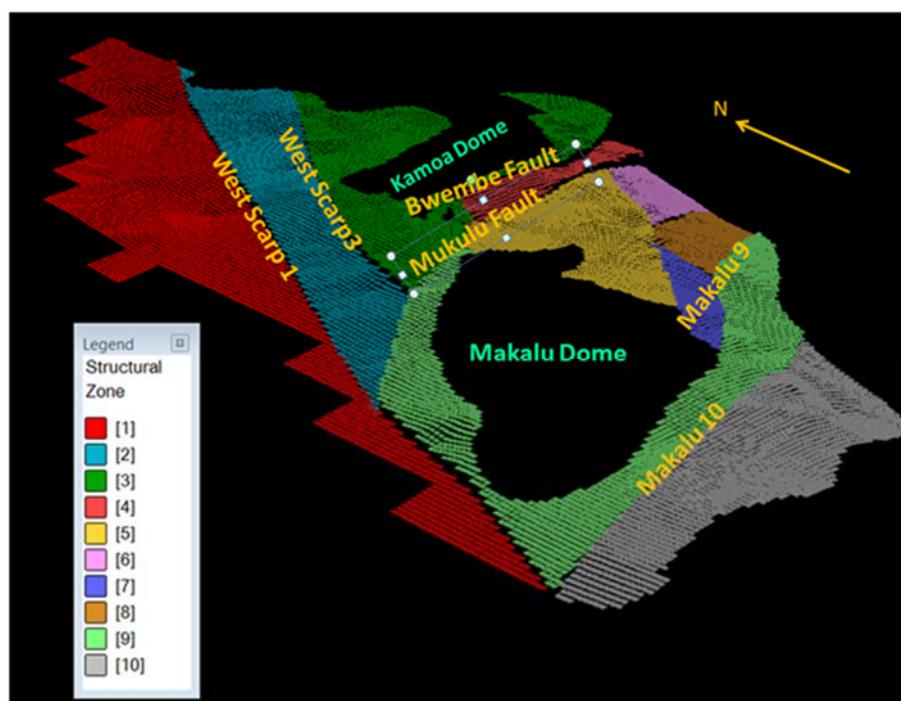 N
Kamoa Dome
Bwembe Fault
Mukulu Fault
West Scarp3
West Scarp 1
Makalu 9
Makalu Dome
Makalu 10
Legend
Structural
Zone
[1]
[2]
[3]
[4]
[5]
[6]
[7]
[8]
[9]
[10]